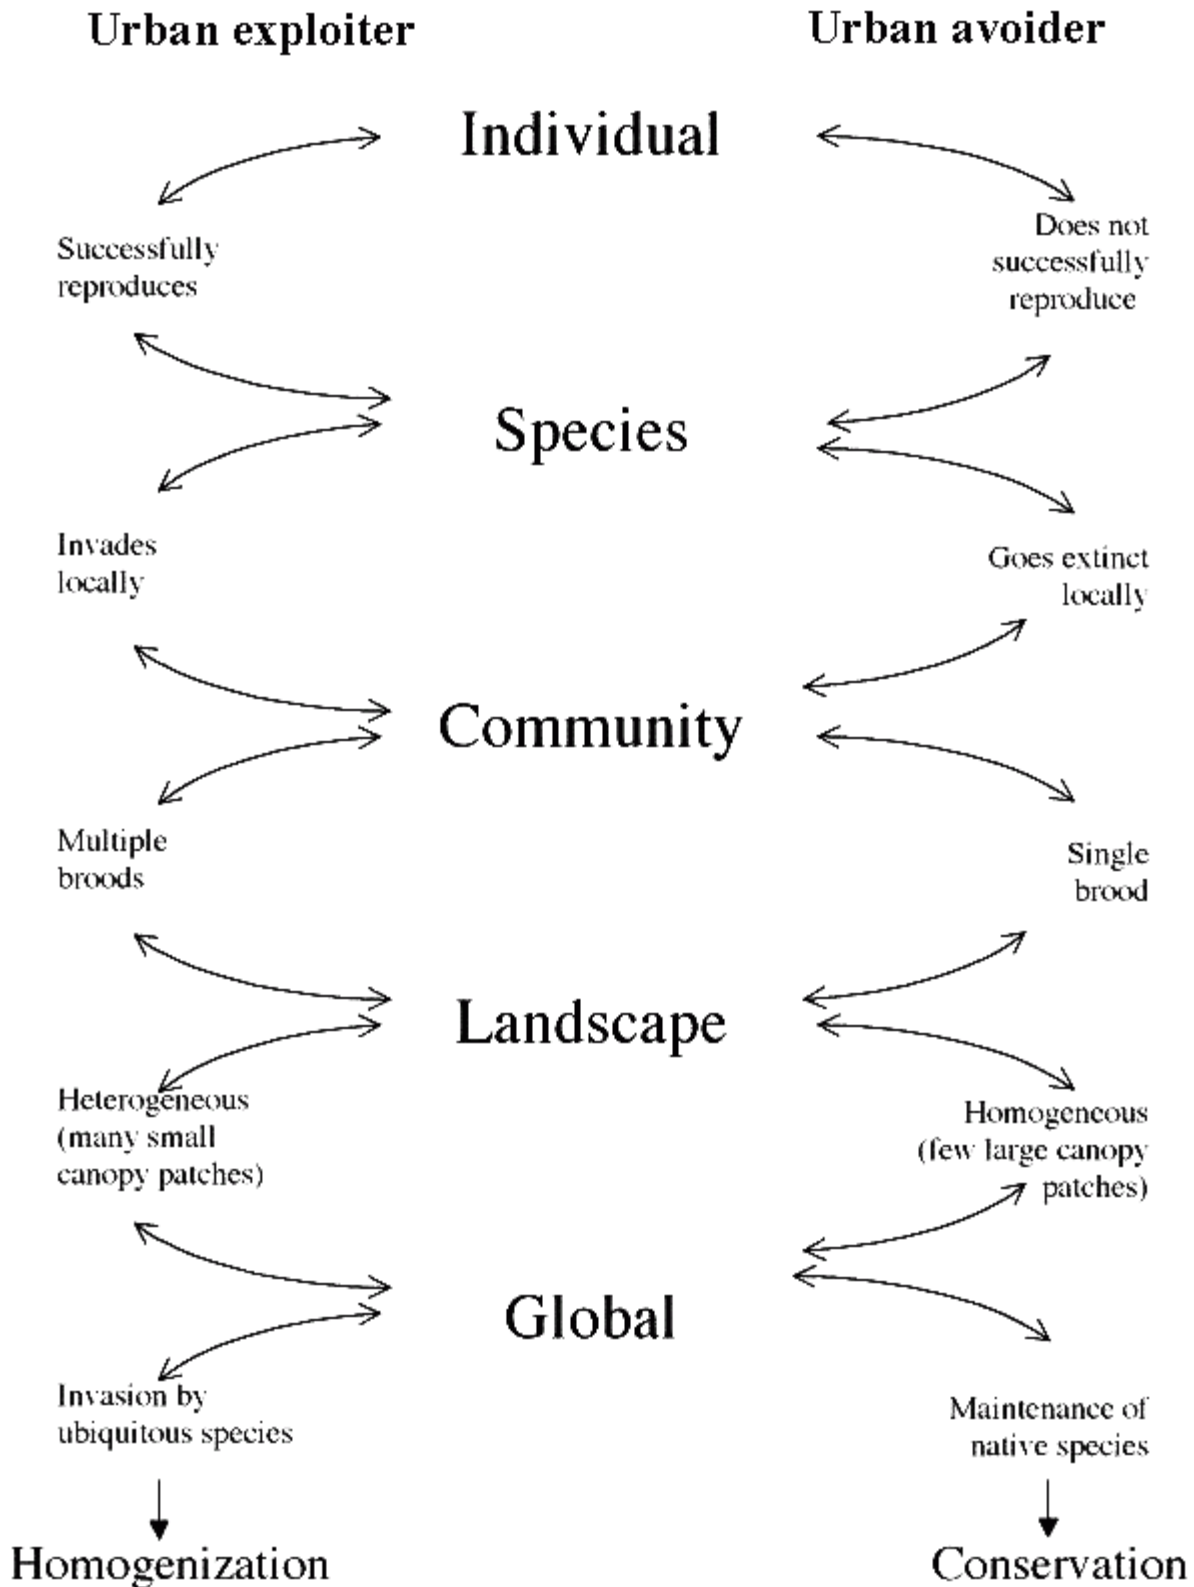 Urban exploiter
Urban avoider
Individual
Successfully
reproduces
Does not
successfully
reproduce
Species
Invades
locally
Goes extinct
locally
Community
Multiple
broods
Single
brood
Landscape
Heterogeneous
(many small
canopy patches)
Homogeneous
(few large canopy
patches)
Global
Invasion by
ubiquitous species
Maintenance of
native species
Homogenization
Conservation